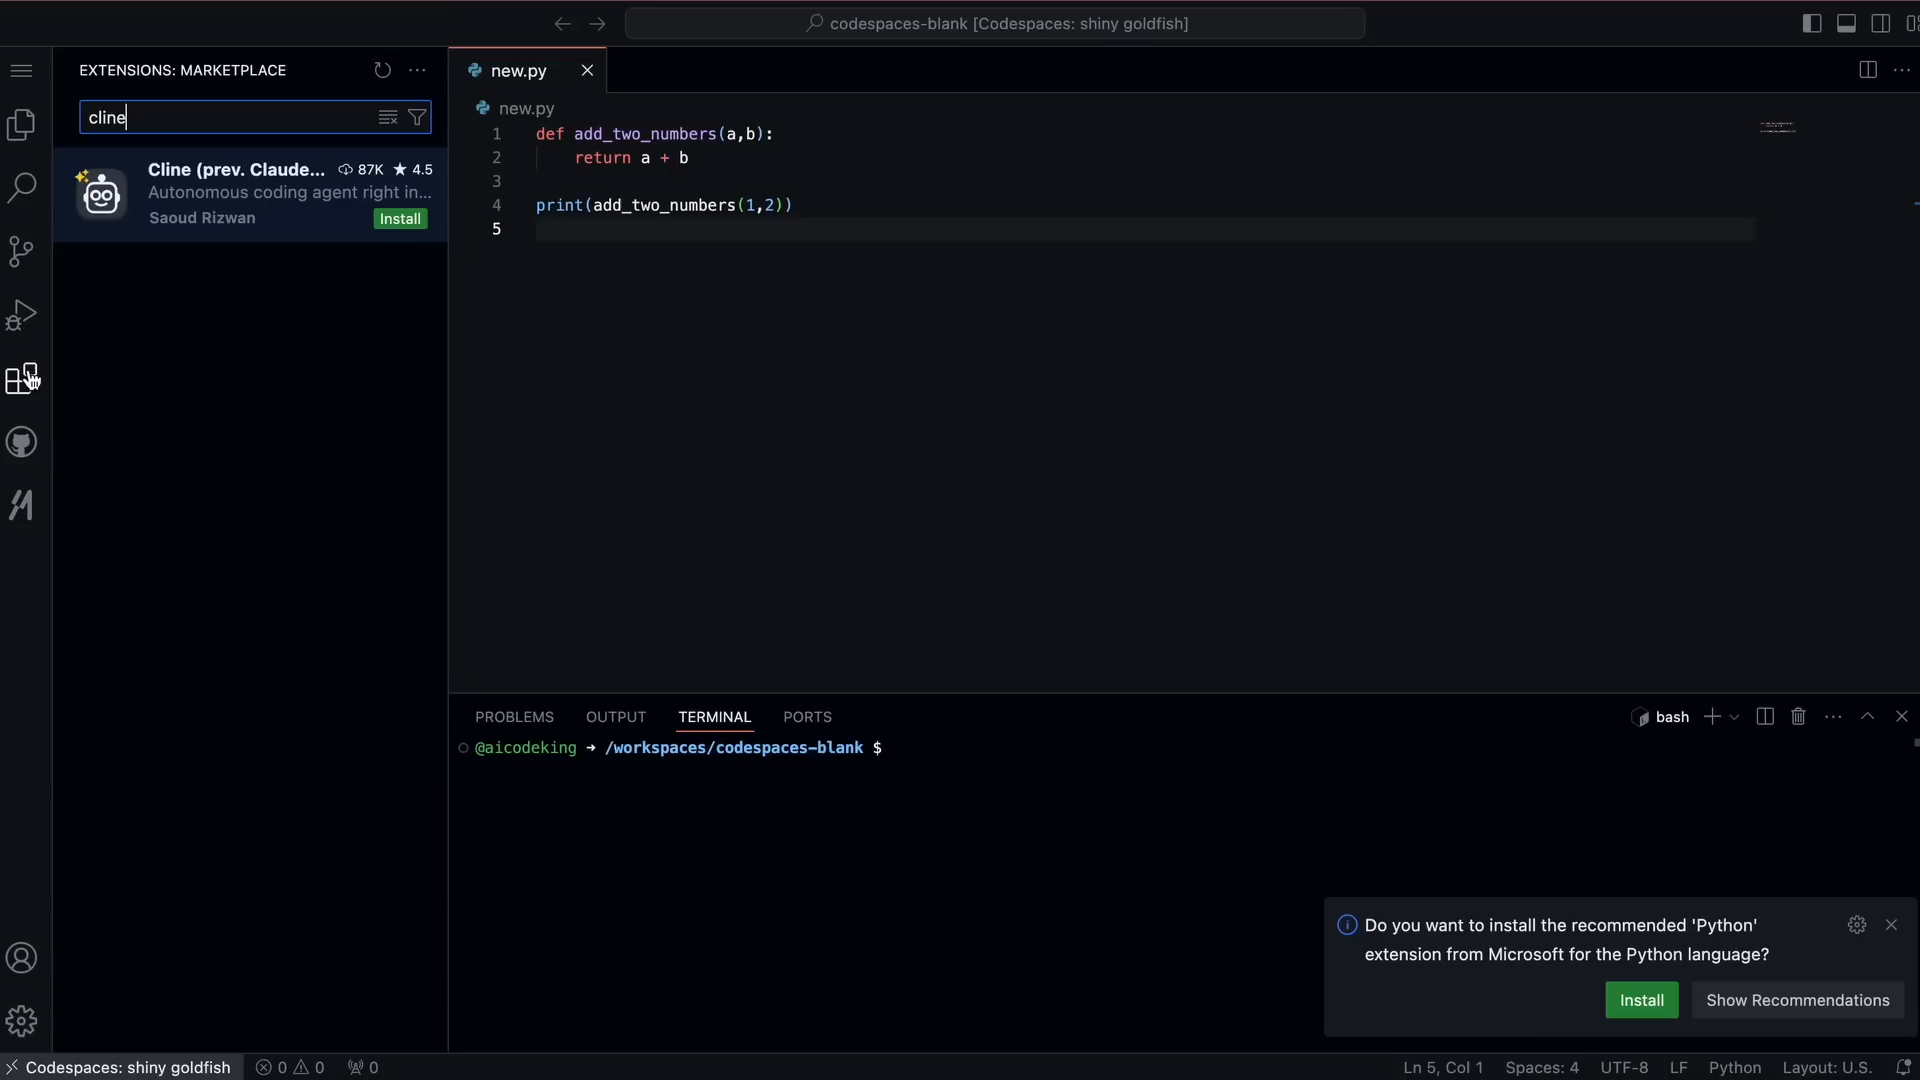 codespaces-blank [Codespaces: shiny goldfish]
EXTENSIONS: MARKETPLACE
cline
Cline (prev. Claude... 87K ★ 4.5
Autonomous coding agent right in...
Saoud Rizwan Install
new.py
new.py
1 def add_two_numbers(a,b):
2 return a + b
3
4 print(add_two_numbers(1,2))
5
PROBLEMS OUTPUT TERMINAL PORTS
bash
@aicodeking → /workspaces/codespaces-blank $
Do you want to install the recommended 'Python'
extension from Microsoft for the Python language?
Install Show Recommendations
Codespaces: shiny goldfish 0 0 0 Ln 5, Col 1 Spaces: 4 UTF-8 LF Python Layout: U.S.